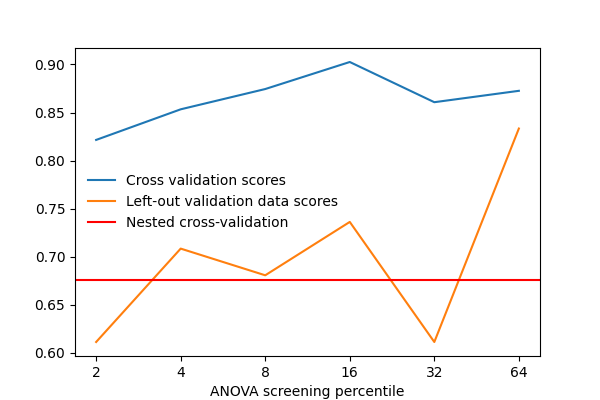 0.90
0.85
0.80
0.75
0.70
0.65
0.60
Cross validation scores
Left-out validation data scores
Nested cross-validation
2 4 8 16 32 64
ANOVA screening percentile